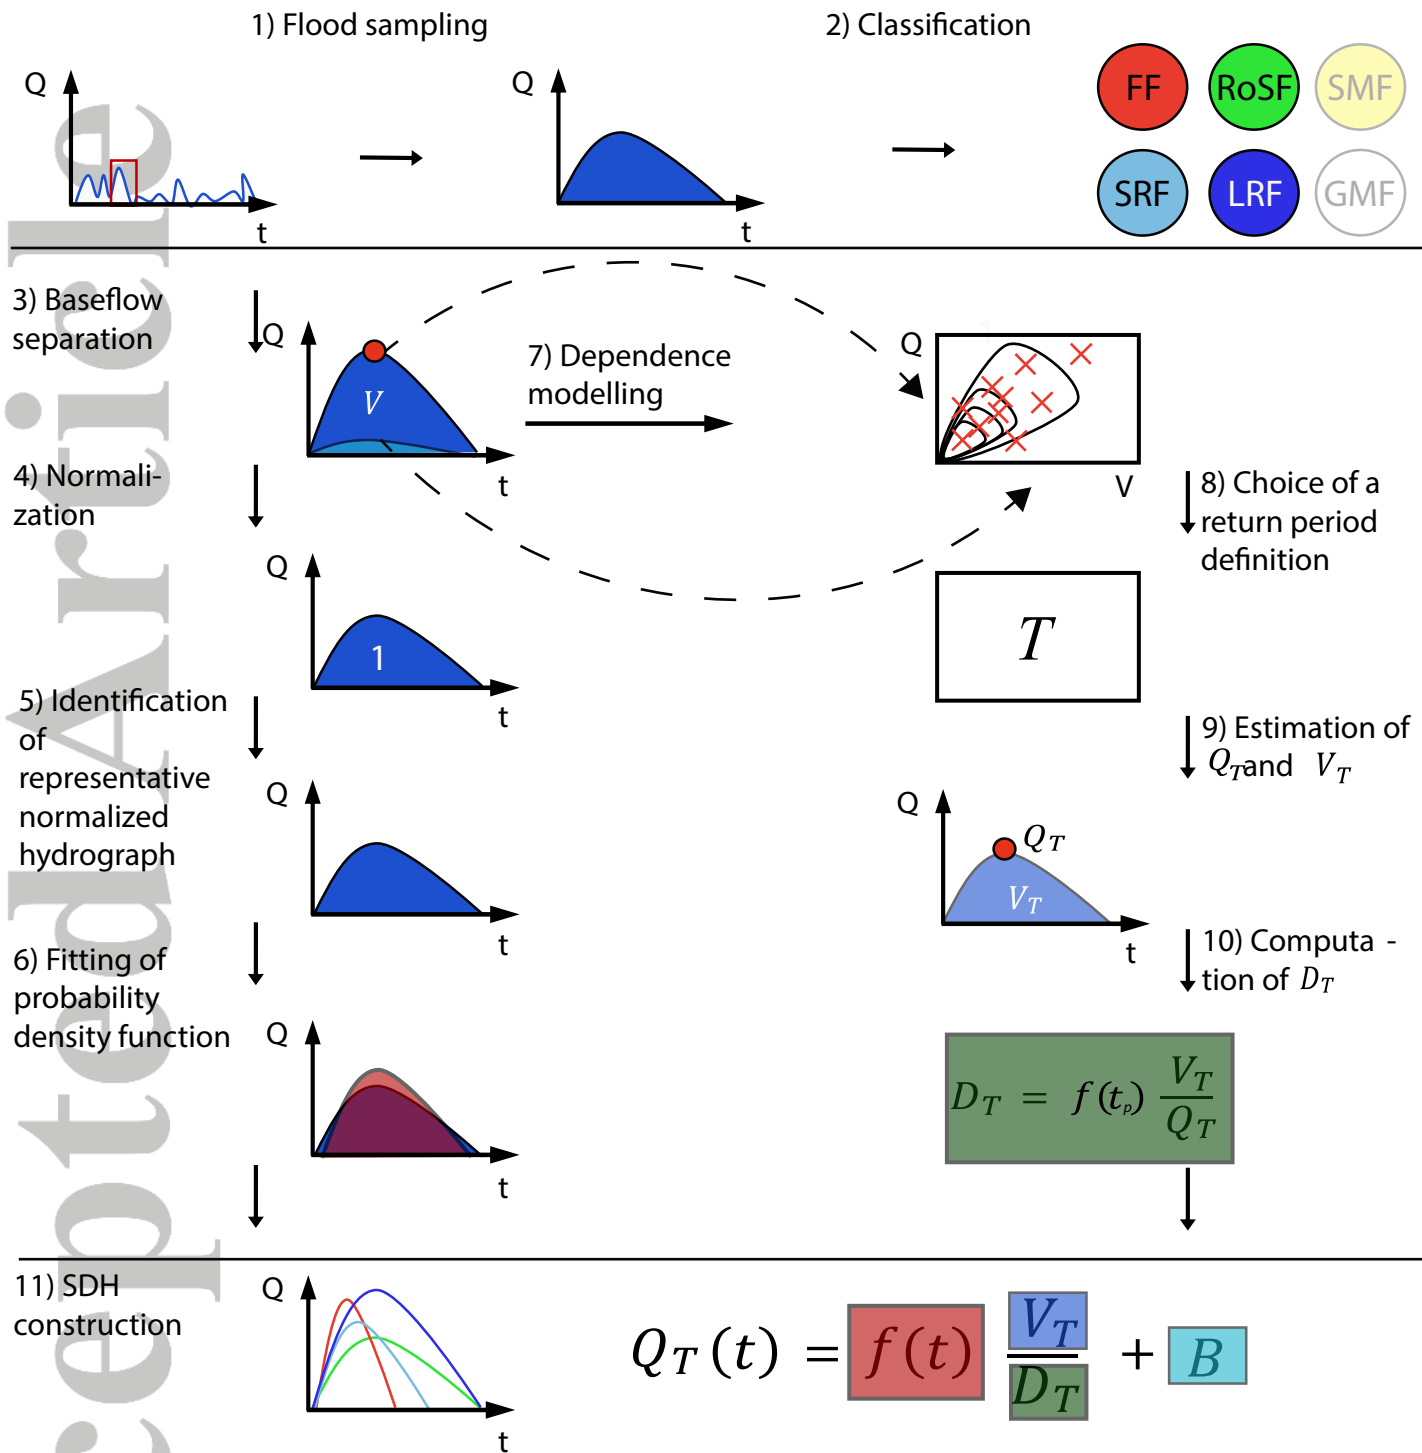 1) Flood sampling
2) Classification
Q
t
Q
t
FF
RoSF
SMF
SRF
LRF
GMF
3) Baseflow
separation
Q
V
t
7) Dependence
modelling
Q
V
4) Normali-
zation
8) Choice of a
return period
definition
Q
1
t
T
5) Identification
of
representative
normalized
hydrograph
9) Estimation of
Q_T and V_T
Q
t
Q
Q_T
V_T
t
6) Fitting of
probability
density function
10) Computa -
tion of D_T
Q
t
D_T = f(t_p) V_T / Q_T
11) SDH
construction
Q
t
Q_T(t) = f(t) V_T / D_T + B
cepted Article